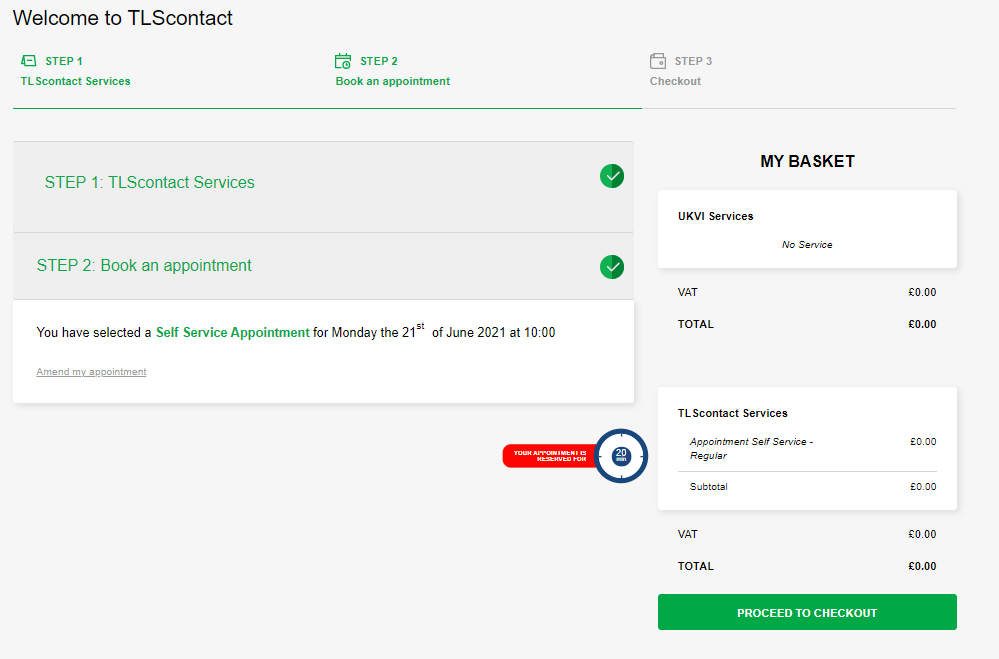 Welcome to TLScontact
STEP 1
TLScontact Services
STEP 2
Book an appointment
STEP 3
Checkout
STEP 1: TLScontact Services
STEP 2: Book an appointment
You have selected a Self Service Appointment for Monday the 21st of June 2021 at 10:00
Amend my appointment
YOUR APPOINTMENT IS
RESERVED FOR
20
min
MY BASKET
UKVI Services
No Service
VAT £0.00
TOTAL £0.00
TLScontact Services
Appointment Self Service - £0.00
Regular
Subtotal £0.00
VAT £0.00
TOTAL £0.00
PROCEED TO CHECKOUT